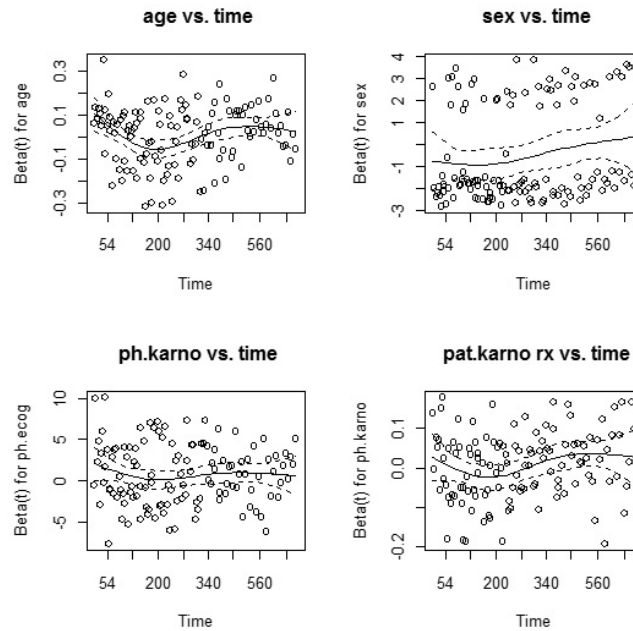 age vs. time
sex vs. time
Beta(t) for age
0.3
0.1
-0.1
-0.3
54 200 340 560
Time
Beta(t) for sex
4
3
2
1
-1
-3
54 200 340 560
Time
ph.karno vs. time
pat.karno rx vs. time
Beta(t) for ph.ecog
10
5
0
-5
54 200 340 560
Time
Beta(t) for ph.karno
0.1
0.0
-0.2
54 200 340 560
Time